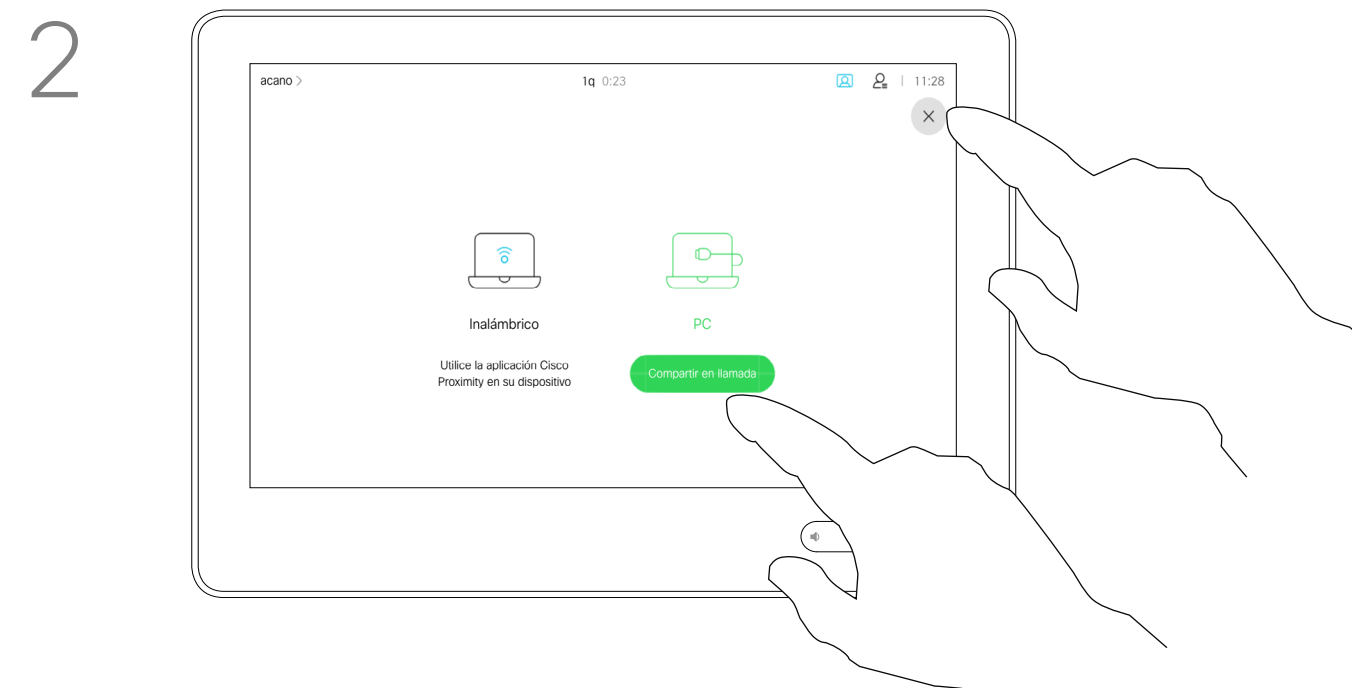 2
acano >
1q 0:23
11:28
Inalámbrico
PC
Utilice la aplicación Cisco
Proximity en su dispositivo
Compartir en llamada